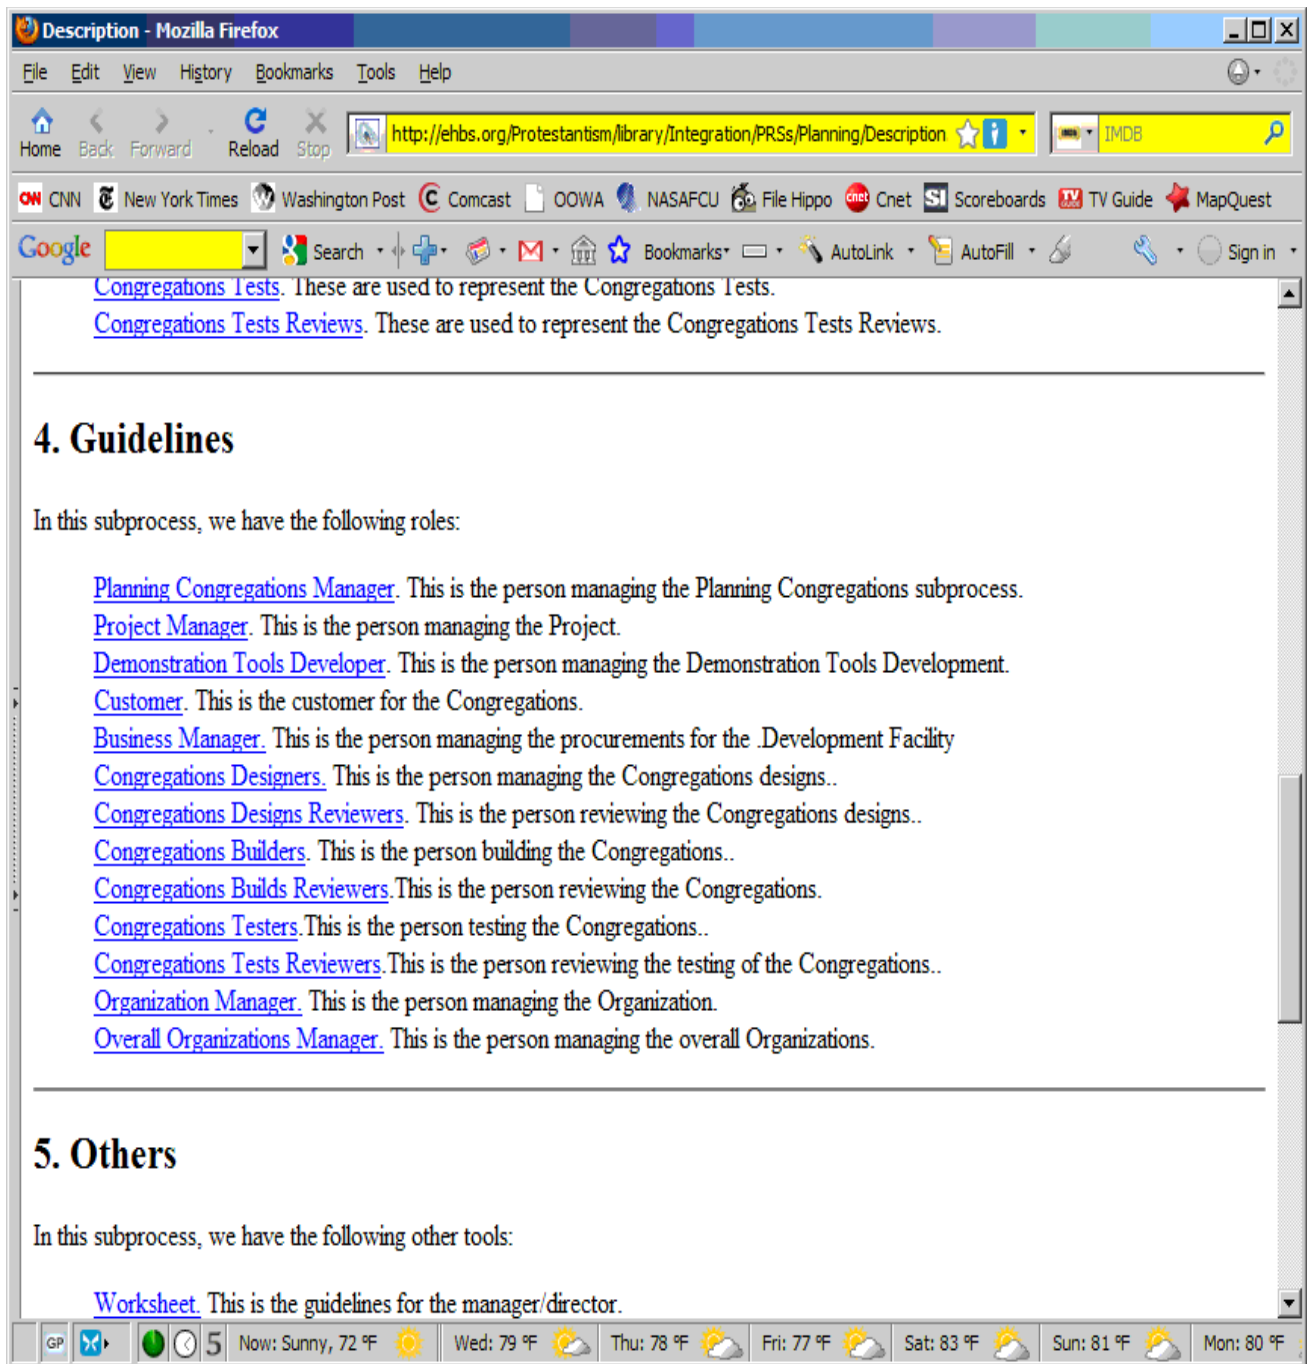 Description - Mozilla Firefox
File Edit View History Bookmarks Tools Help
Home Back Forward Reload Stop http://ehbs.org/Protestantism/library/Integration/PRSs/Planning/Description IMDB
CNN New York Times Washington Post Comcast OOWA NASAFCU File Hippo Cnet Scoreboards TV Guide MapQuest
Google Search Bookmarks AutoLink AutoFill Sign in
Congregations Tests. These are used to represent the Congregations Tests.
Congregations Tests Reviews. These are used to represent the Congregations Tests Reviews.
4. Guidelines
In this subprocess, we have the following roles:
Planning Congregations Manager. This is the person managing the Planning Congregations subprocess.
Project Manager. This is the person managing the Project.
Demonstration Tools Developer. This is the person managing the Demonstration Tools Development.
Customer. This is the customer for the Congregations.
Business Manager. This is the person managing the procurements for the .Development Facility
Congregations Designers. This is the person managing the Congregations designs..
Congregations Designs Reviewers. This is the person reviewing the Congregations designs..
Congregations Builders. This is the person building the Congregations..
Congregations Builds Reviewers.This is the person reviewing the Congregations.
Congregations Testers.This is the person testing the Congregations..
Congregations Tests Reviewers.This is the person reviewing the testing of the Congregations..
Organization Manager. This is the person managing the Organization.
Overall Organizations Manager. This is the person managing the overall Organizations.
5. Others
In this subprocess, we have the following other tools:
Worksheet. This is the guidelines for the manager/director.
GP 5 Now: Sunny, 72 °F Wed: 79 °F Thu: 78 °F Fri: 77 °F Sat: 83 °F Sun: 81 °F Mon: 80 °F